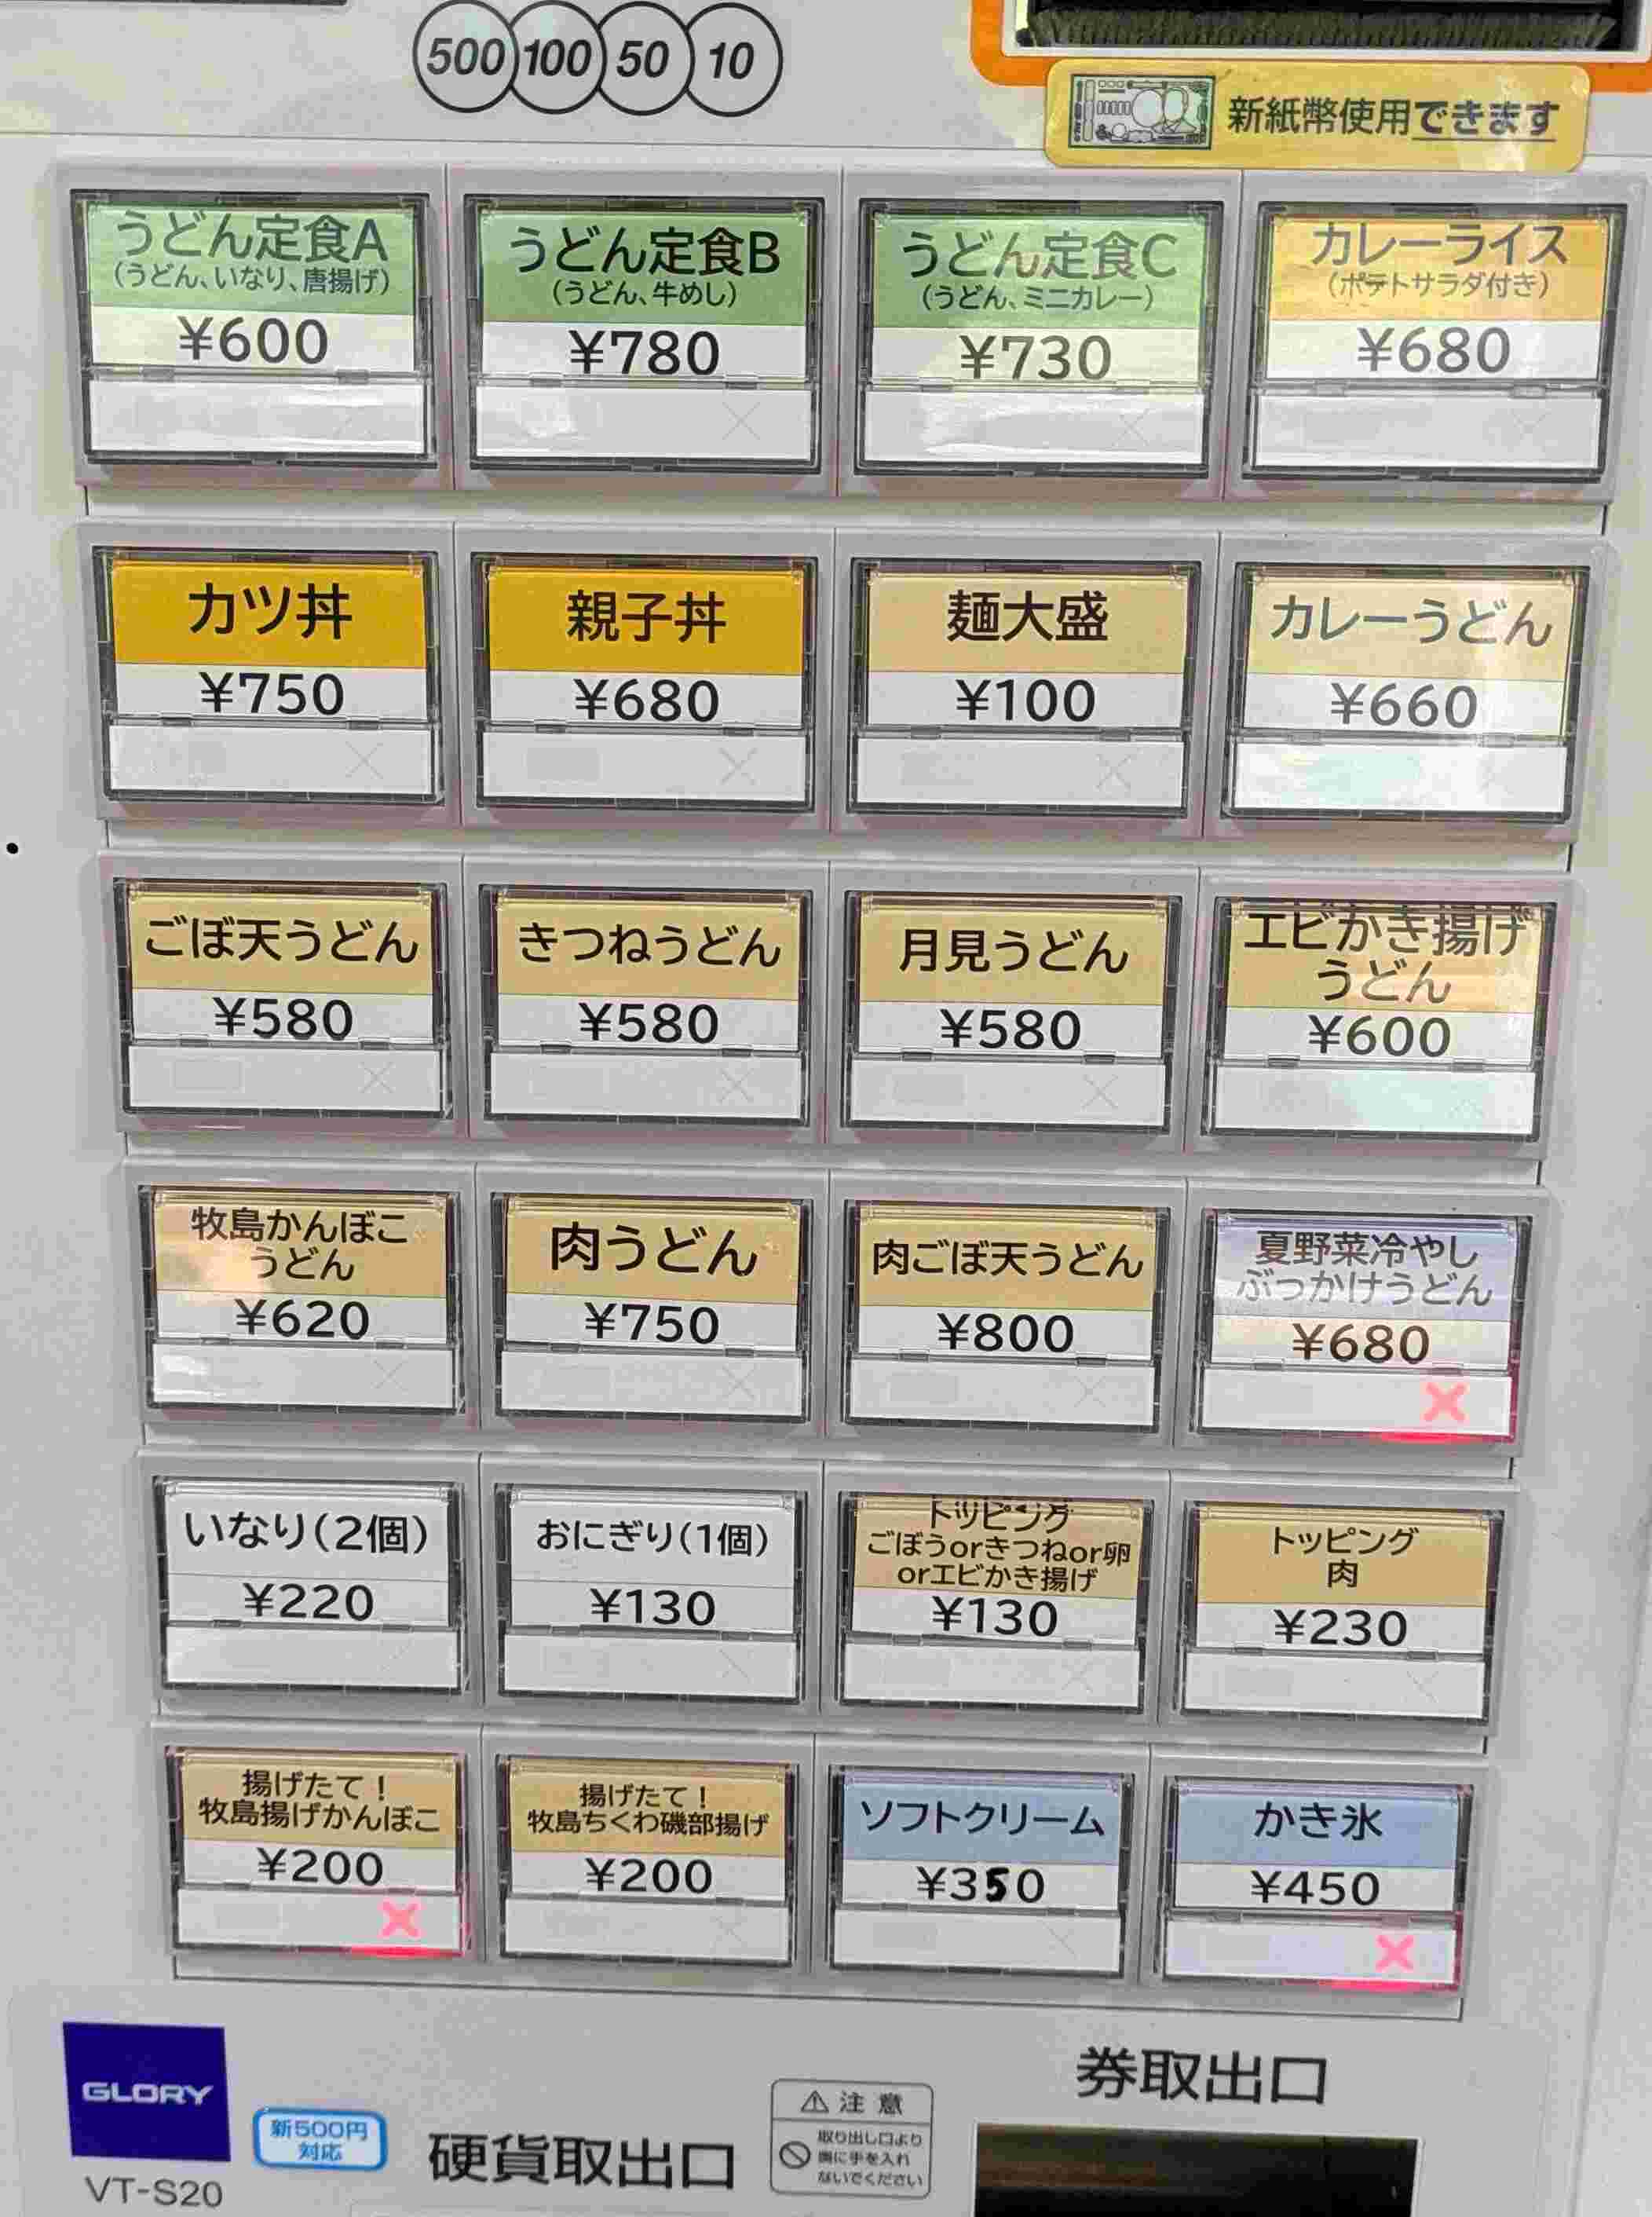 500 100 50 10
新紙幣使用できます
うどん定食A
(うどん、いなり、唐揚げ)
¥600
うどん定食B
(うどん、牛めし)
¥780
うどん定食C
(うどん、ミニカレー)
¥730
カレーライス
(ポテトサラダ付き)
¥680
カツ丼
¥750
親子丼
¥680
麺大盛
¥100
カレーうどん
¥660
ごぼ天うどん
¥580
きつねうどん
¥580
月見うどん
¥580
エビかき揚げ
うどん
¥600
牧島かんぼこ
うどん
¥620
肉うどん
¥750
肉ごぼ天うどん
¥800
夏野菜冷やし
ぶっかけうどん
¥680
いなり(2個)
¥220
おにぎり(1個)
¥130
トッピング
ごぼうorきつねor卵
orエビかき揚げ
¥130
トッピング
肉
¥230
揚げたて!
牧島揚げかんぼこ
¥200
揚げたて!
牧島ちくわ磯部揚げ
¥200
ソフトクリーム
¥350
かき氷
¥450
GLORY
VT-S20
新500円
対応
硬貨取出口
注意
取り出し口より
奥に手を入れ
ないでください
券取出口